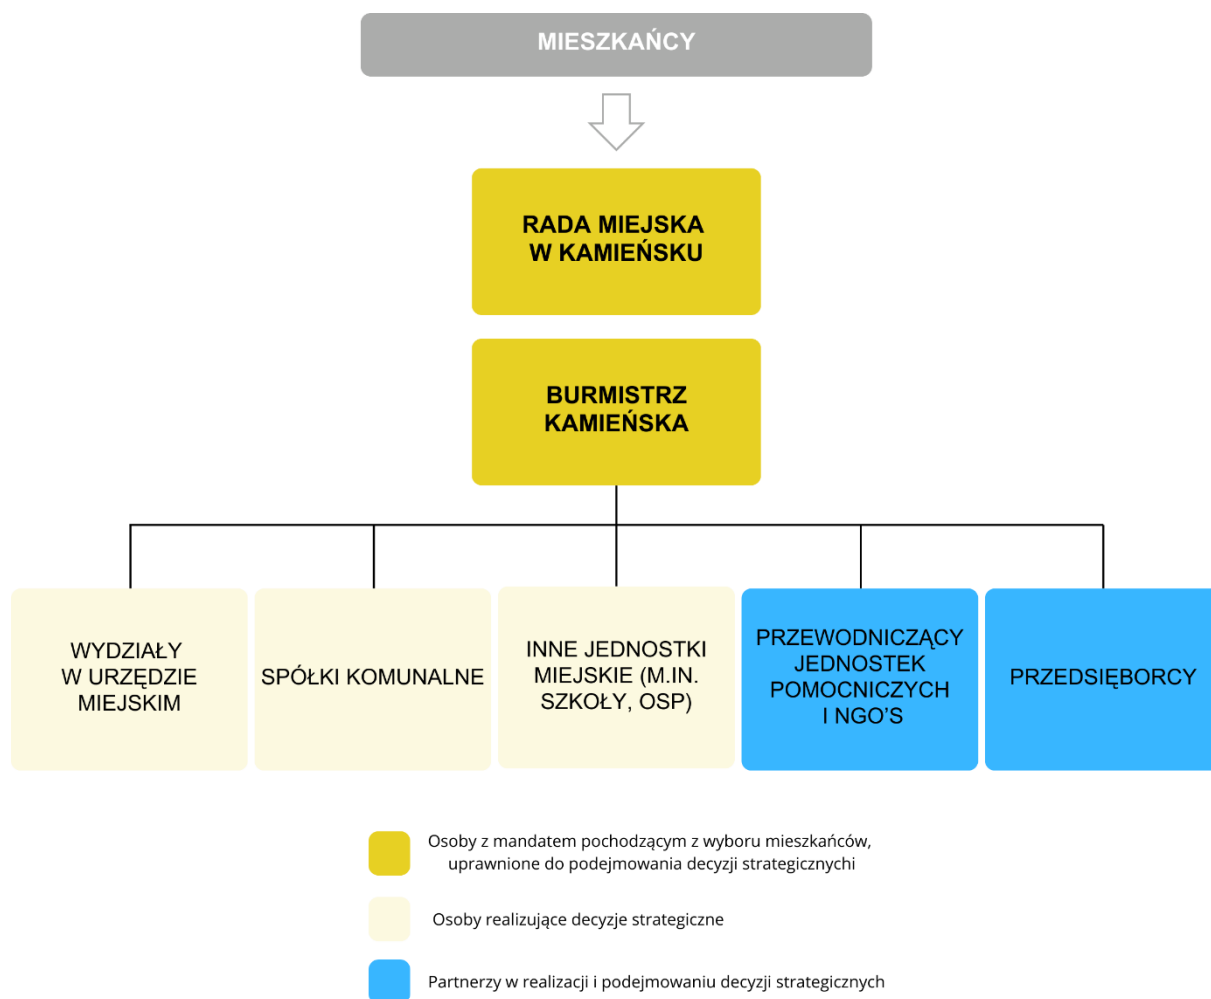 MIESZKAŃCY
RADA MIEJSKA
W KAMIEŃSKU
BURMISTRZ
KAMIEŃSKA
WYDZIAŁY
W URZĘDZIE
MIEJSKIM
SPÓŁKI KOMUNALNE
INNE JEDNOSTKI
MIEJSKIE (M.IN.
SZKOŁY, OSP)
PRZEWODNICZĄCY
JEDNOSTEK
POMOCNICZYCH
I NGO'S
PRZEDSIĘBORCY
Osoby z mandatem pochodzącym z wyboru mieszkańców,
uprawnione do podejmowania decyzji strategicznychi
Osoby realizujące decyzje strategiczne
Partnerzy w realizacji i podejmowaniu decyzji strategicznych